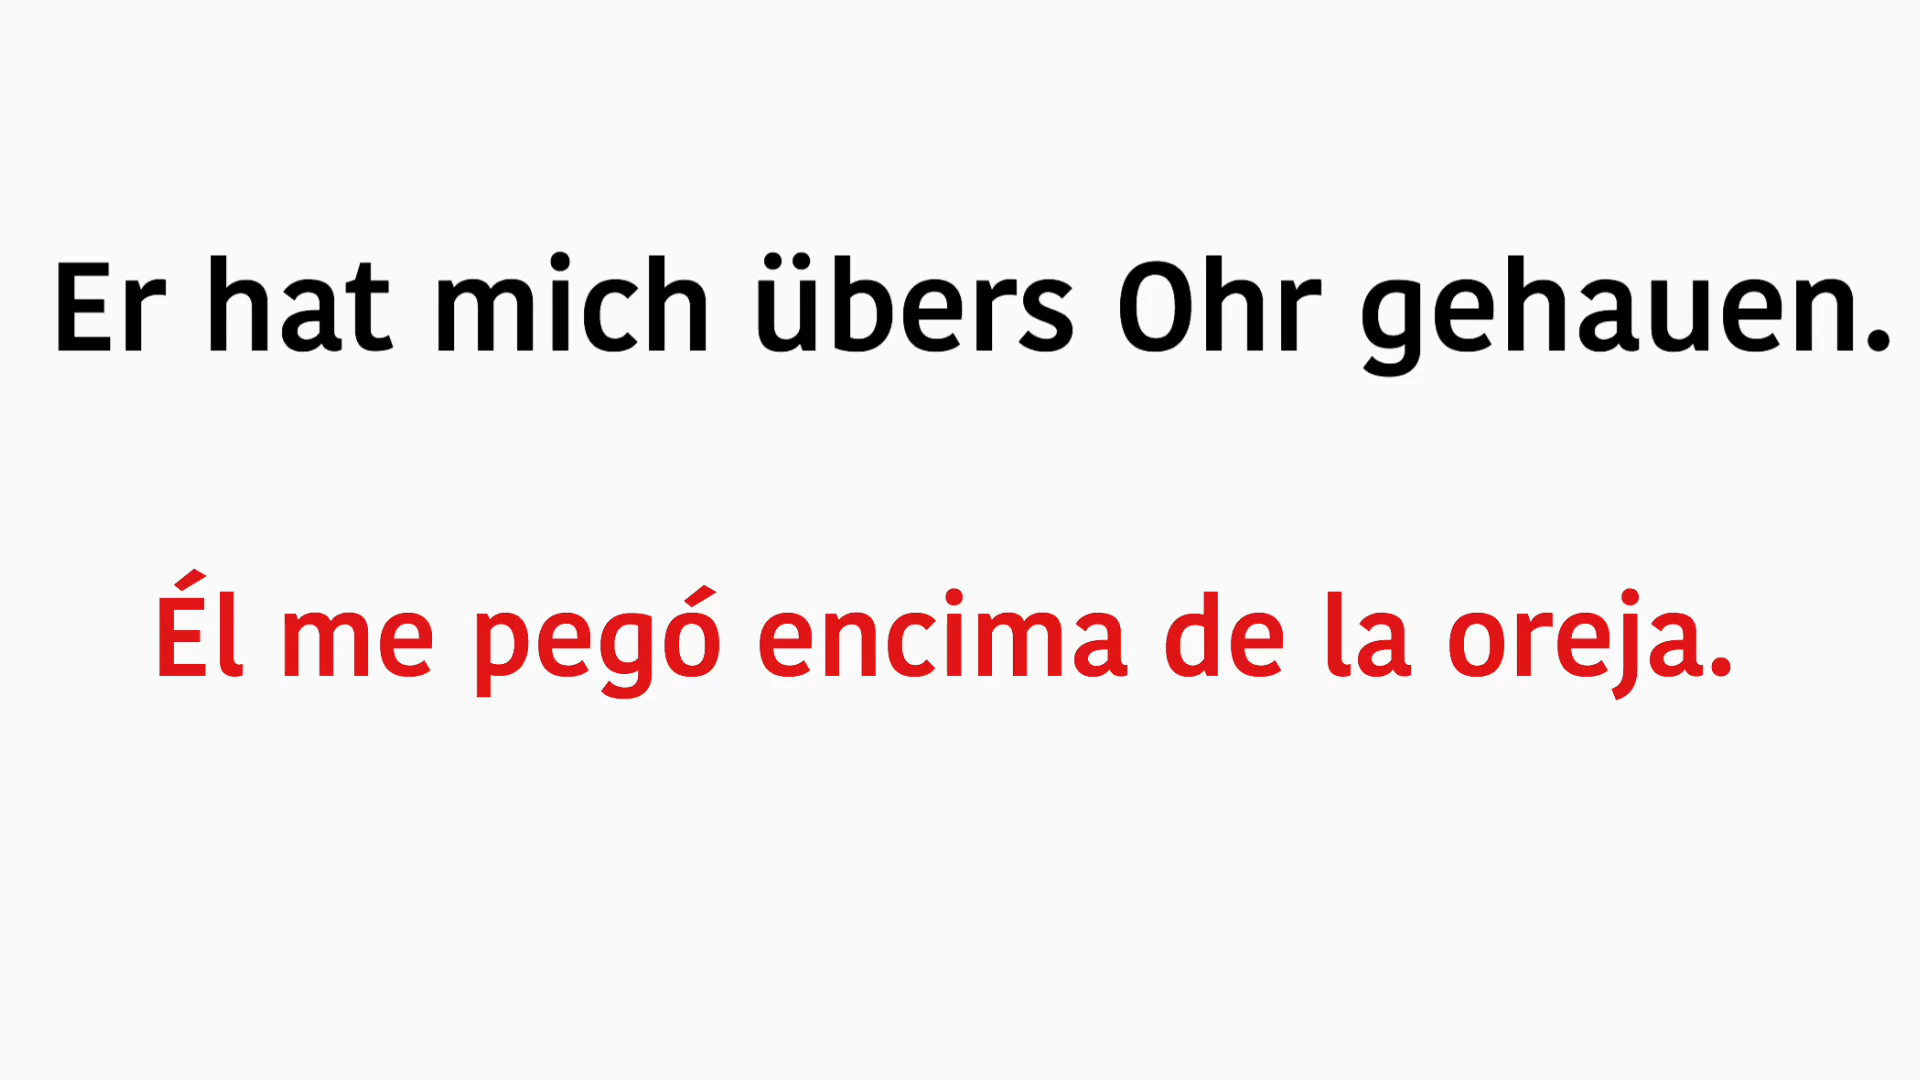 Er hat mich übers Ohr gehauen.
Él me pegó encima de la oreja.